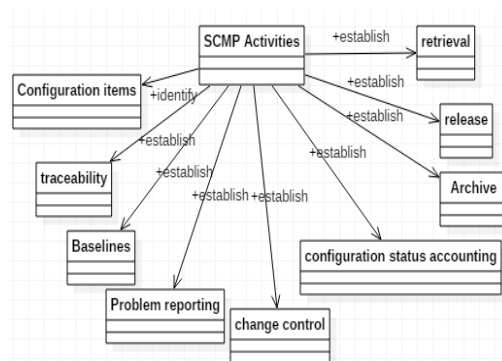 SCMP Activities
+establish
retrieval
Configuration items
+identify
+establish
release
+establish
traceability
+establish
+establish
+establish
Archive
+establish
+establish
Baselines
configuration status accounting
Problem reporting
change control